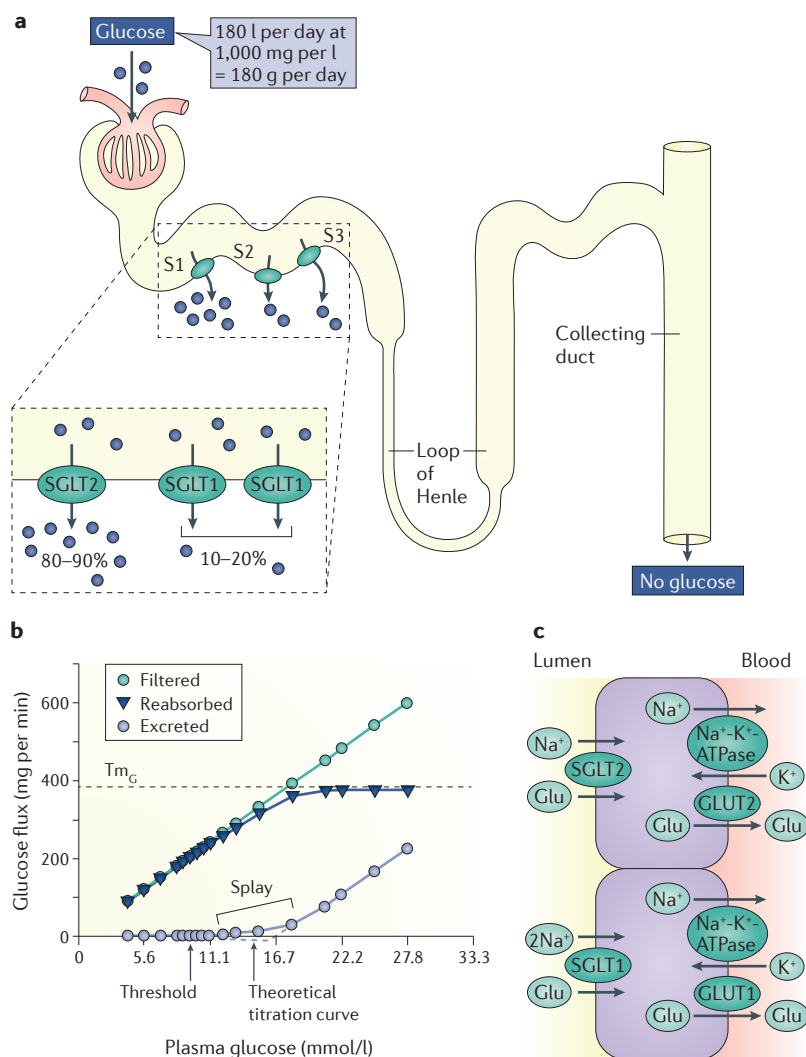 a
Glucose
180 l per day at
1,000 mg per l
= 180 g per day
S1
S2
S3
Collecting
duct
Loop
of
Henle
SGLT2
SGLT1
SGLT1
80–90%
10–20%
No glucose
b
Filtered
Reabsorbed
Excreted
Glucose flux (mg per min)
600
400
200
0
Tm_G
Splay
0
5.6
11.1
16.7
22.2
27.8
33.3
Threshold
Theoretical
titration curve
Plasma glucose (mmol/l)
c
Lumen
Blood
Na⁺
Na⁺
SGLT2
Glu
Na⁺-K⁺-
ATPase
K⁺
GLUT2
Glu
Glu
Na⁺
2Na⁺
SGLT1
Glu
Na⁺-K⁺-
ATPase
K⁺
GLUT1
Glu
Glu